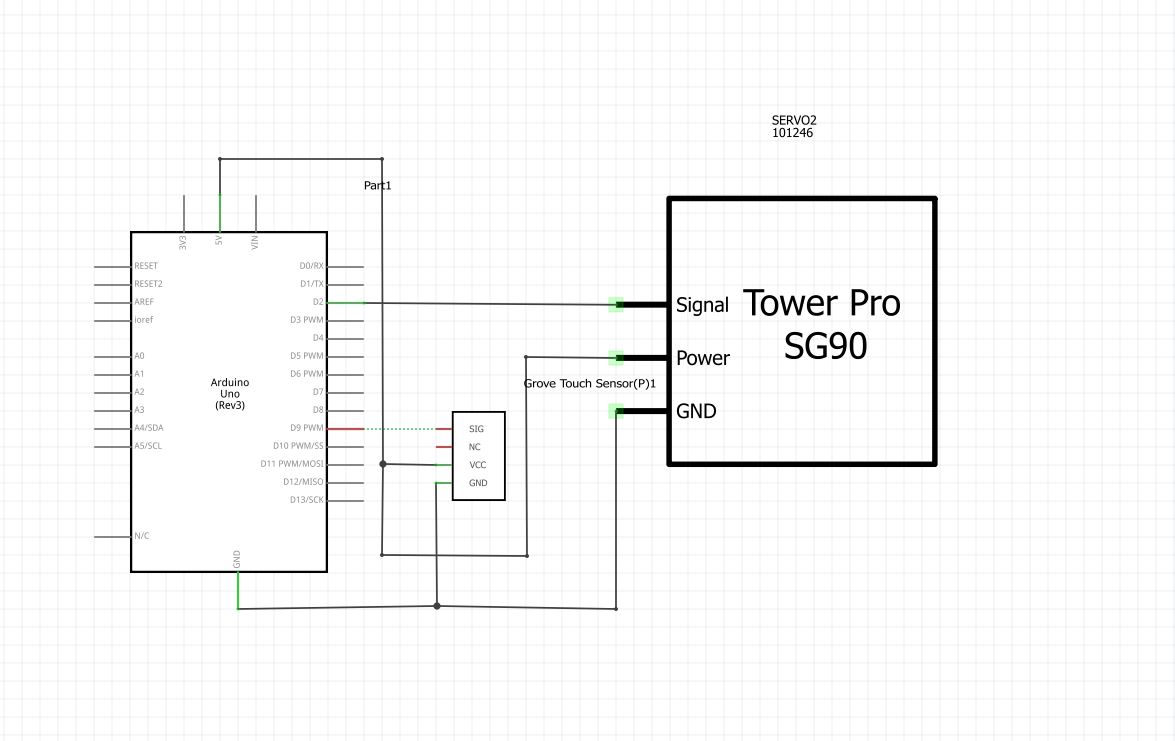 SERVO2
101246
Part1
3V3
5V
VIN
RESET
RESET2
AREF
ioref
A0
A1
A2
A3
A4/SDA
A5/SCL
N/C
Arduino
Uno
(Rev3)
D0/RX
D1/TX
D2
D3 PWM
D4
D5 PWM
D6 PWM
D7
D8
D9 PWM
D10 PWM/SS
D11 PWM/MOSI
D12/MISO
D13/SCK
GND
Grove Touch Sensor(P)1
SIG
NC
VCC
GND
Signal
Power
GND
Tower Pro
SG90